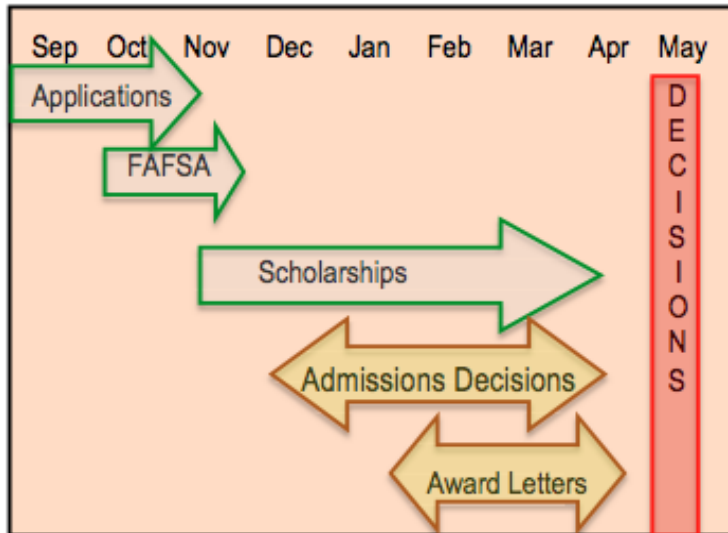 Sep Oct Nov Dec Jan Feb Mar Apr May
Applications
FAFSA
Scholarships
Admissions Decisions
Award Letters
D
E
C
I
S
I
O
N
S